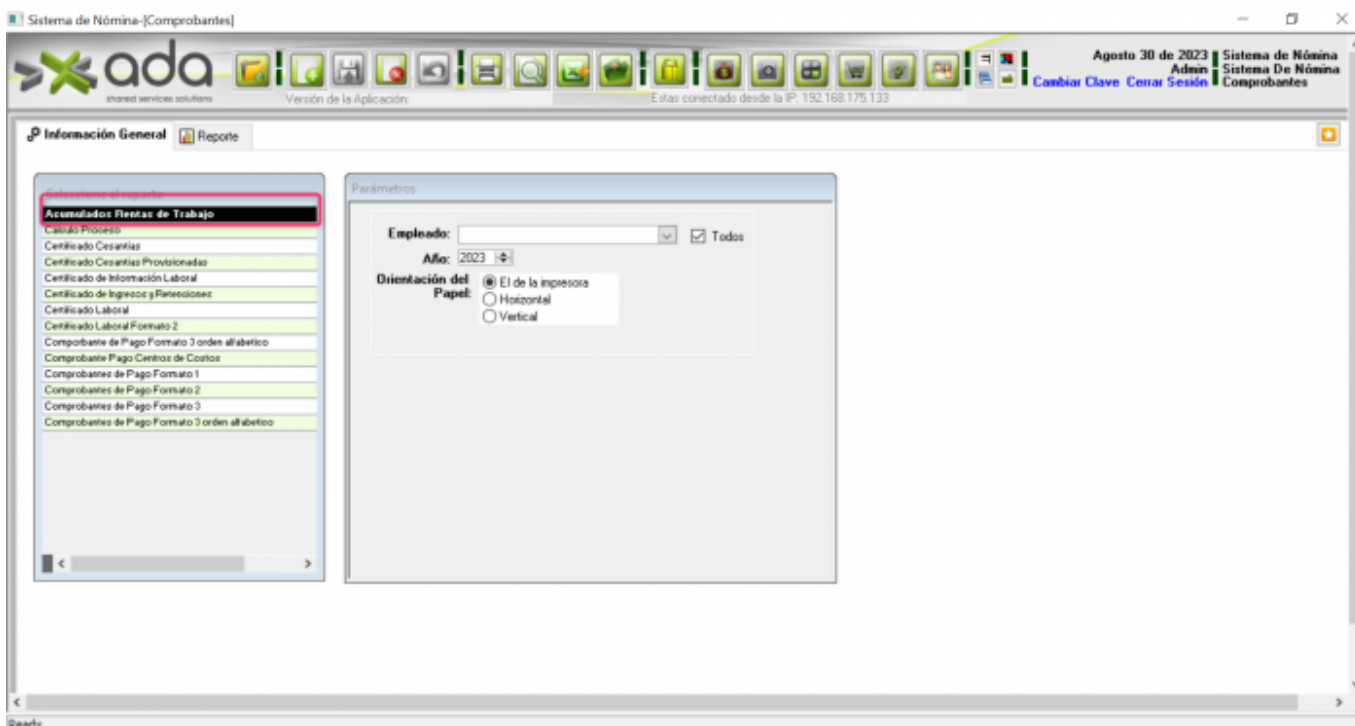 Sistema de Nómina-[Comprobantes]
ada
shared services solutions
Versión de la Aplicación:
Estas conectado desde la IP: 192.168.175.133
Agosto 30 de 2023
Admin
Cambiar Clave Cerrar Sesión
Sistema de Nómina
Sistema De Nómina
Comprobantes
Información General
Reporte
Seleccione el reporte
Acumulados Rentas de Trabajo
Calculo Proceso
Certificado Cesantias
Certificado Cesantias Provisionadas
Certificado de Información Laboral
Certificado de Ingresos y Retenciones
Certificado Laboral
Certificado Laboral Formato 2
Comporbante de Pago Formato 3 orden alfabetico
Comprobante Pago Centros de Costos
Comprobantes de Pago Formato 1
Comprobantes de Pago Formato 2
Comprobantes de Pago Formato 3
Comprobantes de Pago Formato 3 orden alfabetico
Parámetros
Empleado:
Todos
Año: 2023
Orientación del Papel:
El de la impresora
Horizontal
Vertical
Ready